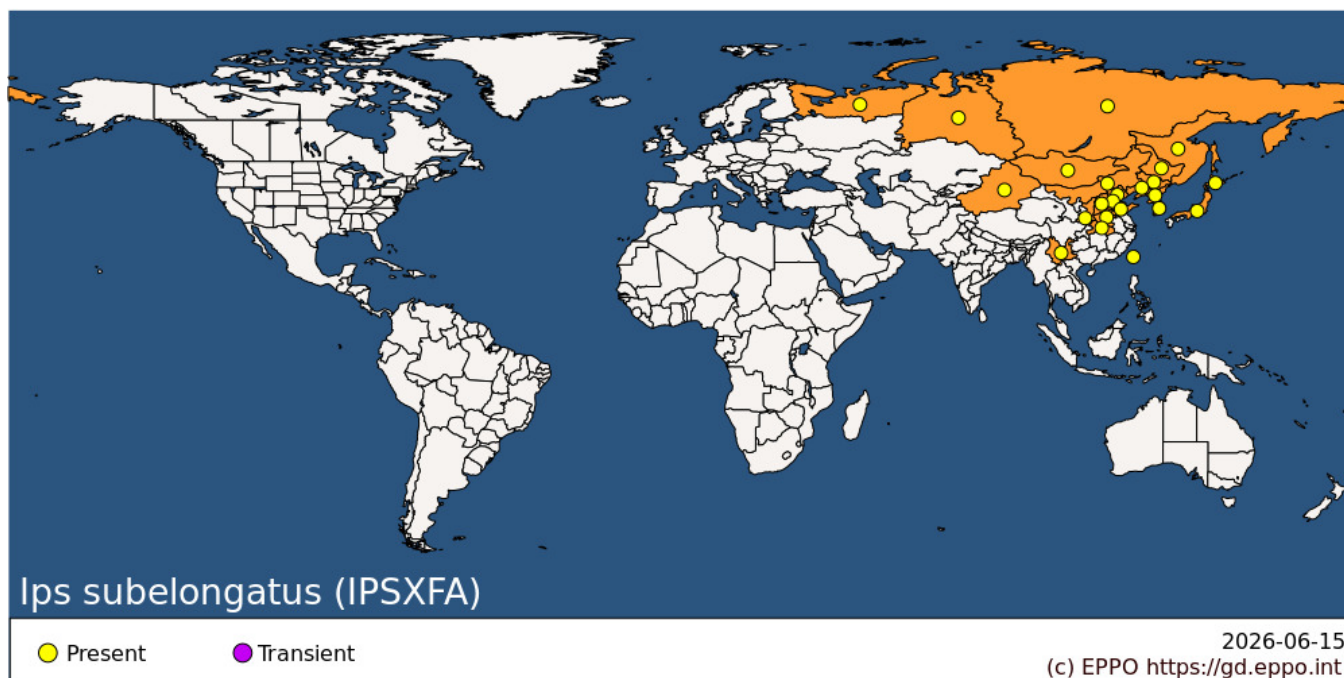 Ips subelongatus (IPSXFA)
Present
Transient
2026-06-15
(c) EPPO https://gd.eppo.int